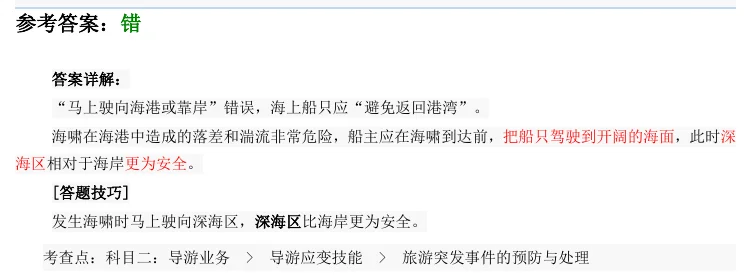 参考答案：错
答案详解：
“马上驶向海港或靠岸”错误，海上船只应“避免返回港湾”。
海啸在海港中造成的落差和湍流非常危险，船主应在海啸到达前，把船只驾驶到开阔的海面，此时深
海区相对于海岸更为安全。
[答题技巧]
发生海啸时马上驶向深海区，深海区比海岸更为安全。
考查点：科目二：导游业务 > 导游应变技能 > 旅游突发事件的预防与处理